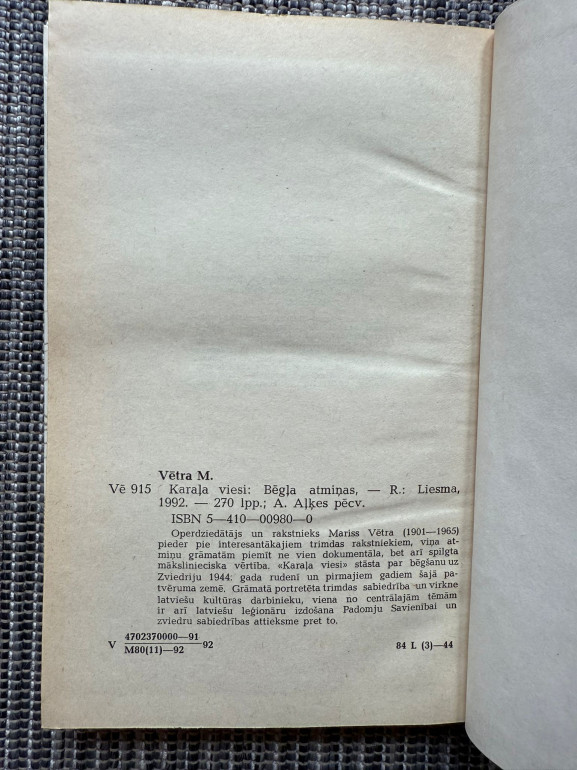 Vētra M.
Vē 915 Karaļa viesi: Bēgļa atmiņas, — R.: Liesma,
1992. — 270 lpp.; A. Aļķes pēcv.
ISBN 5—410—00980—0
Operdziedātājs un rakstnieks Mariss Vētra (1901—1965)
pieder pie interesantākajiem trimdas rakstniekiem, viņa at-
miņu grāmatām piemīt ne vien dokumentāla, bet arī spilgta
mākslinieciska vērtība. «Karaļa viesi» stāsta par bēgšanu uz
Zviedriju 1944. gada rudenī un pirmajiem gadiem šajā pa-
tvēruma zemē. Grāmatā portretēta trimdas sabiedrība un virkne
latviešu kultūras darbinieku, viena no centrālajām tēmām
ir arī latviešu leģionāru izdošana Padomju Savienībai un
zviedru sabiedrības attieksme pret to.
V 4702370000—91
M80(11)—92 —92 84 L (3)—44